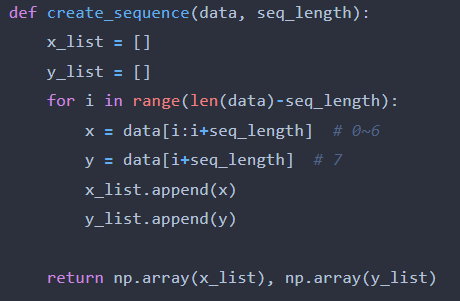 def create_sequence(data, seq_length):
    x_list = []
    y_list = []
    for i in range(len(data)-seq_length):
        x = data[i:i+seq_length]  # 0~6
        y = data[i+seq_length]  # 7
        x_list.append(x)
        y_list.append(y)

    return np.array(x_list), np.array(y_list)